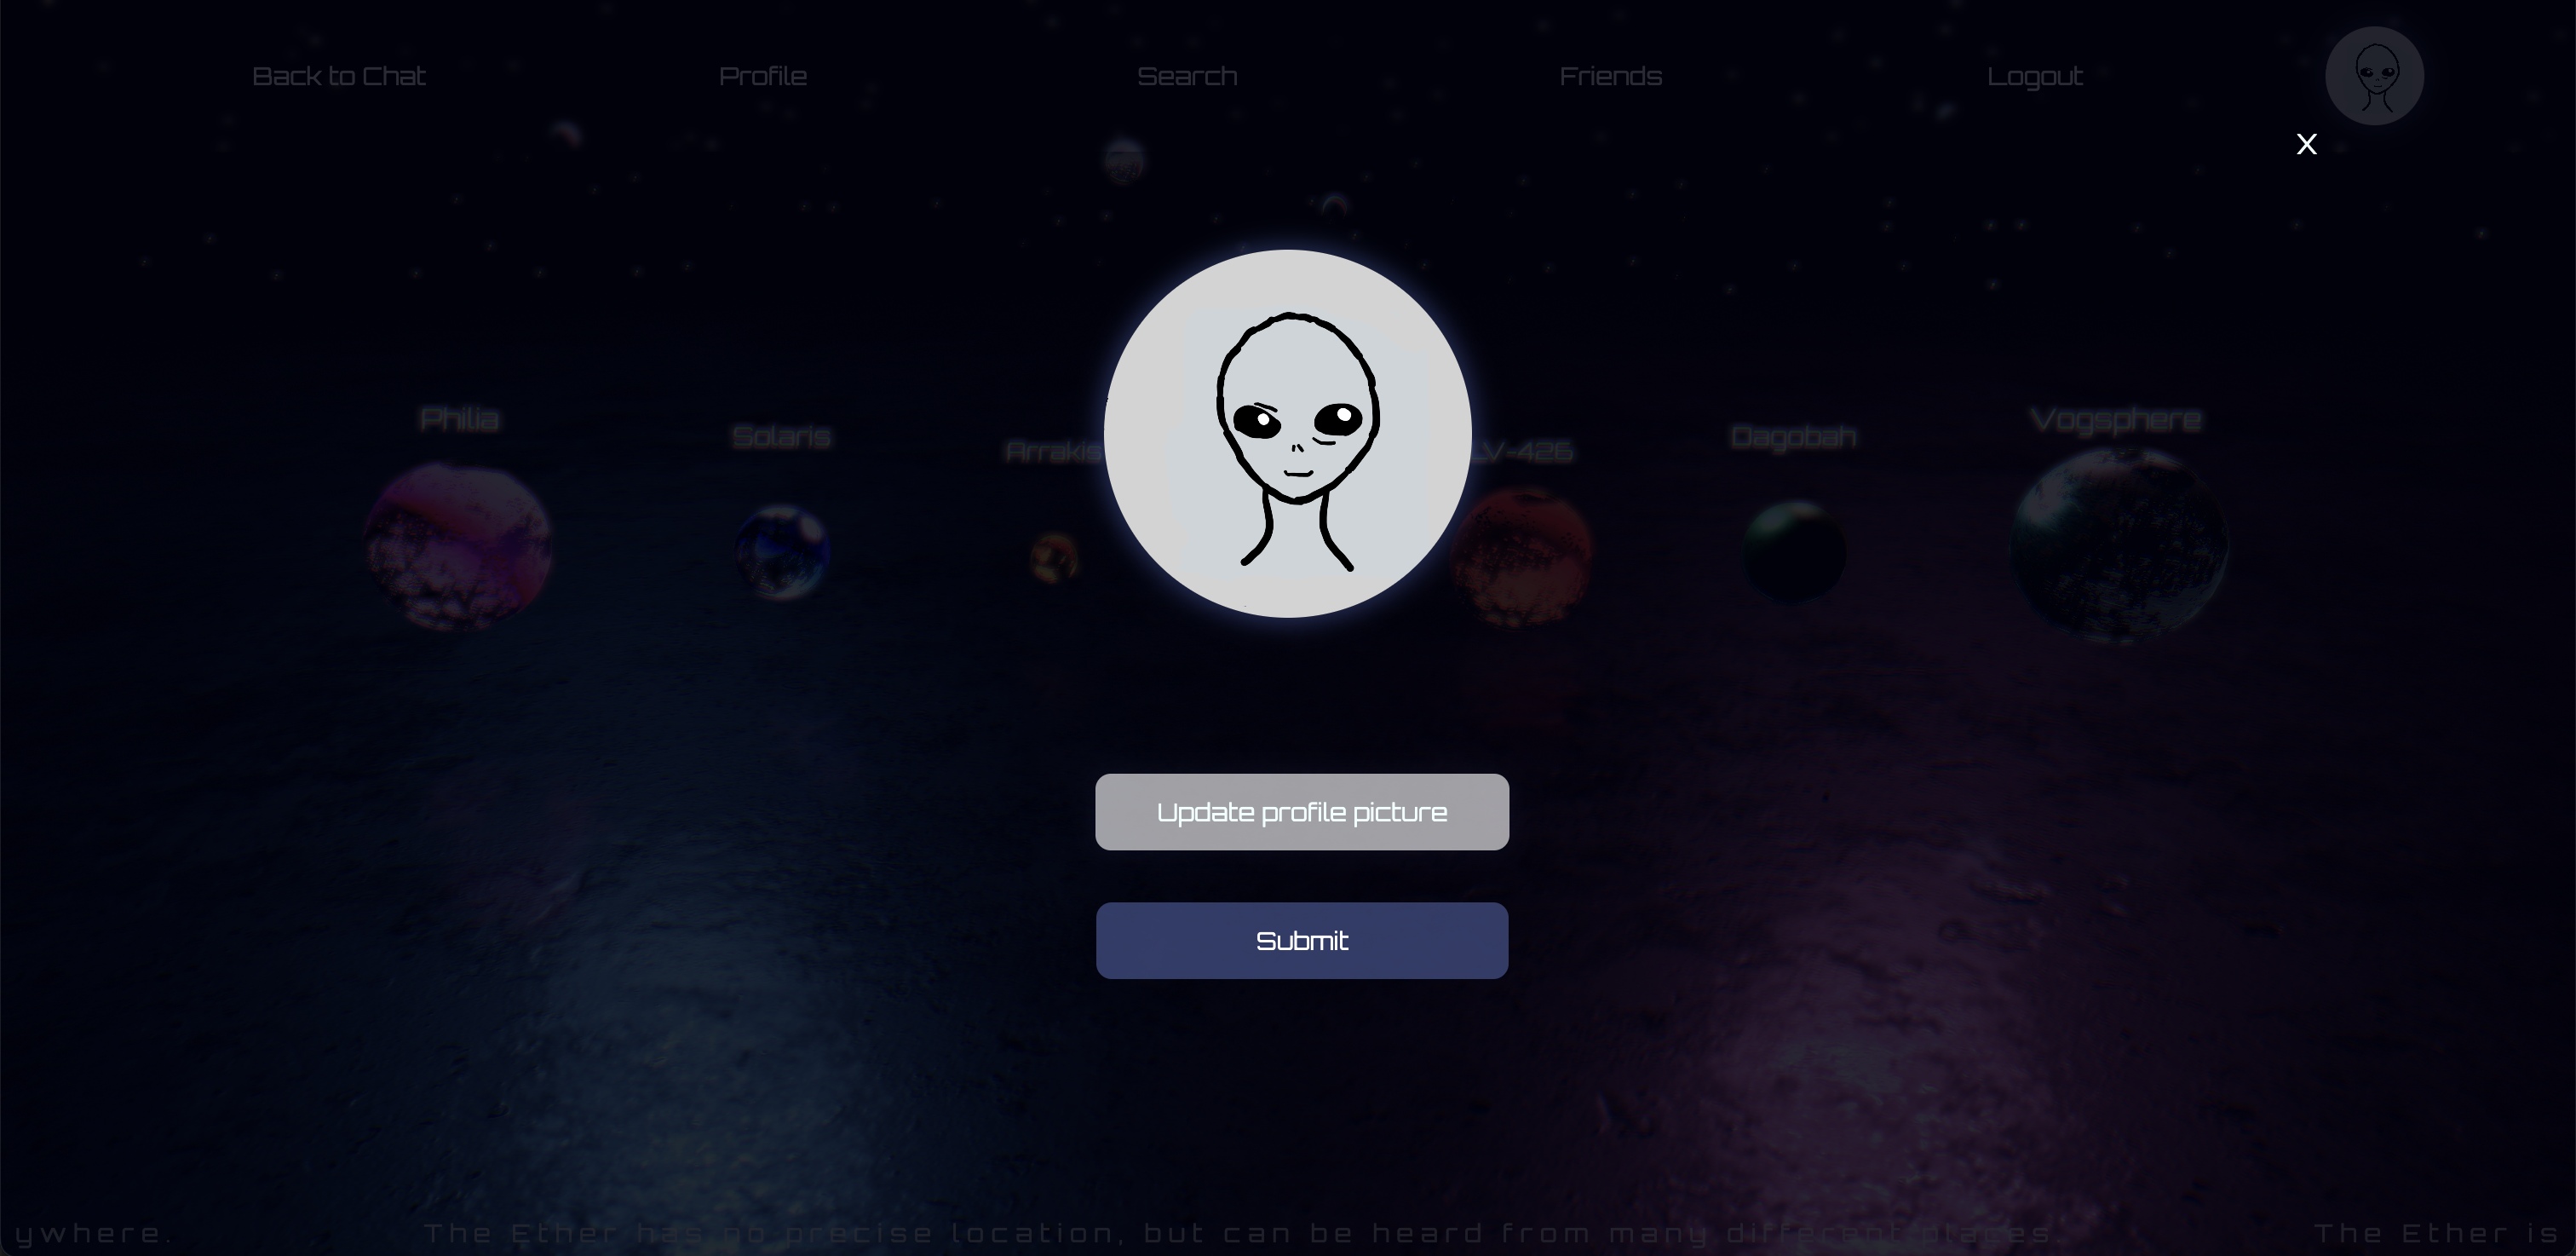 Back to Chat Profile Search Friends Logout
X
Philia Solaris Arrakis LV-426 Dagobah Vogsphere
Update profile picture
Submit
ywhere. The Ether has no precise location, but can be heard from many different places. The Ether is